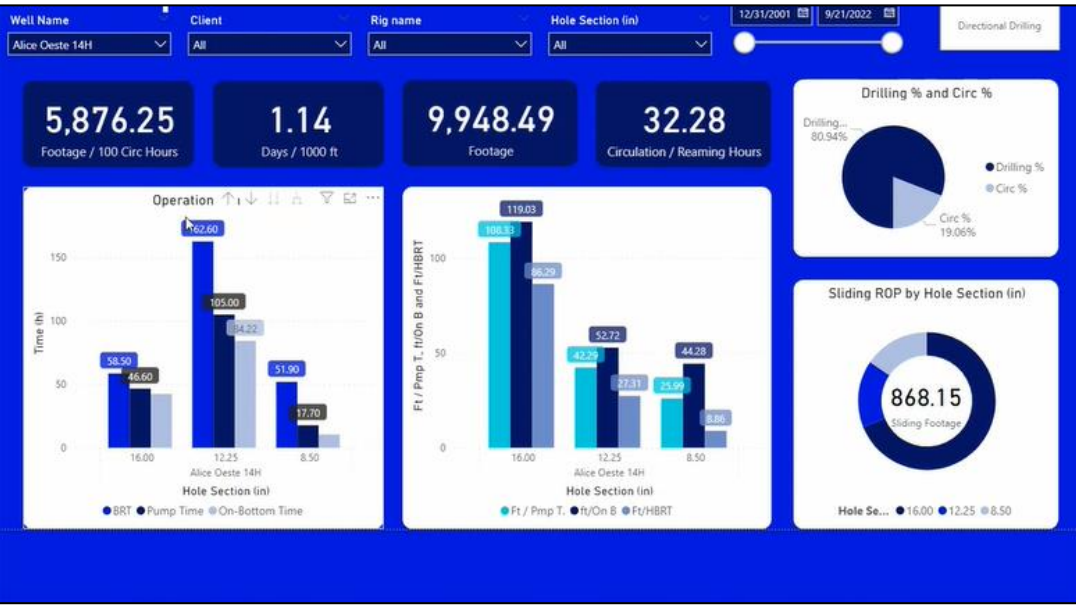 Well Name
Client
Rig name
Hole Section (in)
12/31/2001
9/21/2022
Directional Drilling
Alice Oeste 14H
All
All
All
5,876.25
Footage / 100 Circ Hours
1.14
Days / 1000 ft
9,948.49
Footage
32.28
Circulation / Reaming Hours
Drilling % and Circ %
Drilling...
80.94%
Drilling %
Circ %
Circ %
19.06%
Operation
Time (h)
150
100
50
0
58.50
46.60
162.60
105.00
84.22
51.90
17.70
16.00
12.25
8.50
Alice Oeste 14H
Hole Section (in)
BRT
Pump Time
On-Bottom Time
Ft / Pmp T., ft/On B and Ft/HBRT
100
50
0
108.33
119.03
86.29
42.29
52.72
27.31
25.99
44.28
8.86
16.00
12.25
8.50
Alice Oeste 14H
Hole Section (in)
Ft / Pmp T.
ft/On B
Ft/HBRT
Sliding ROP by Hole Section (in)
868.15
Sliding Footage
Hole Se...
16.00
12.25
8.50